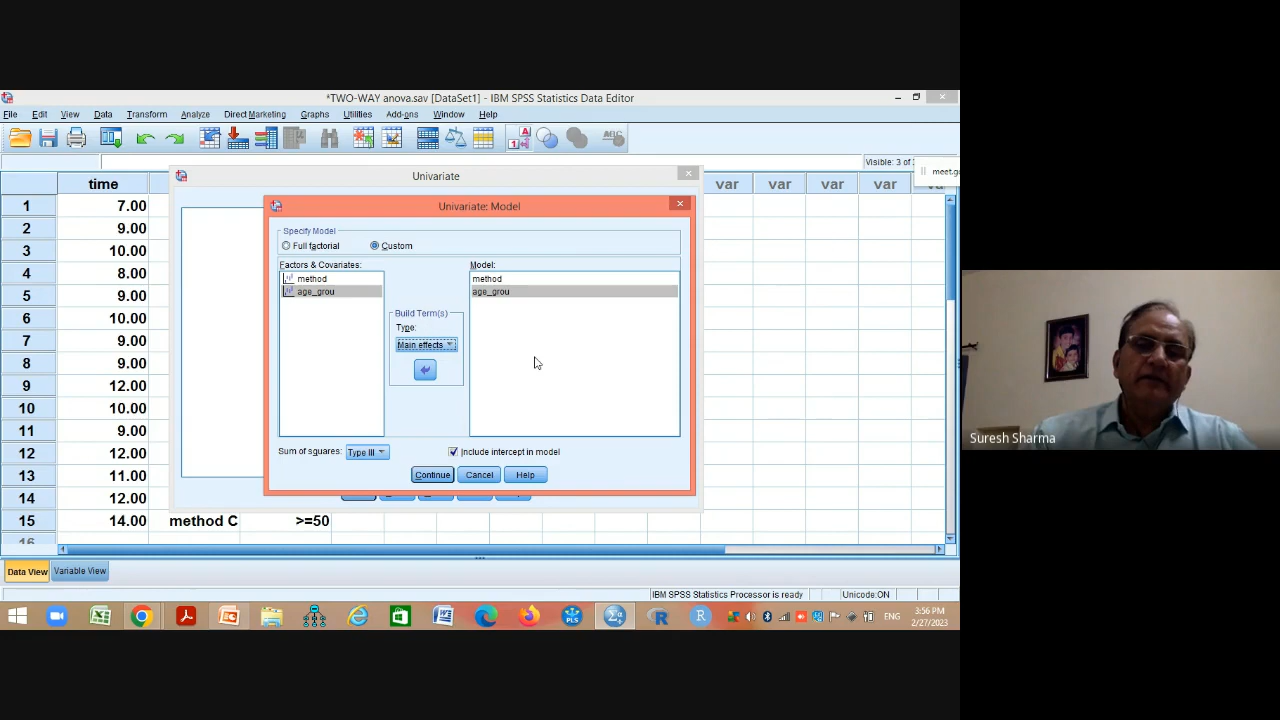 *TWO-WAY anova.sav [DataSet1] - IBM SPSS Statistics Data Editor
File Edit View Data Transform Analyze Direct Marketing Graphs Utilities Add-ons Window Help
Visible: 3 of
meet.g
time var var var var
Univariate
Univariate: Model
Specify Model
Full factorial Custom
Factors & Covariates: Model:
method method
age_grou age_grou
Build Term(s)
Type:
Main effects
Sum of squares: Type III Include intercept in model
Continue Cancel Help
1 7.00
2 9.00
3 10.00
4 8.00
5 9.00
6 10.00
7 9.00
8 9.00
9 12.00
10 10.00
11 9.00
12 12.00
13 11.00
14 12.00
15 14.00 method C >=50
16
Data View Variable View
IBM SPSS Statistics Processor is ready Unicode:ON
PLS
ENG
3:56 PM
2/27/2023
Suresh Sharma